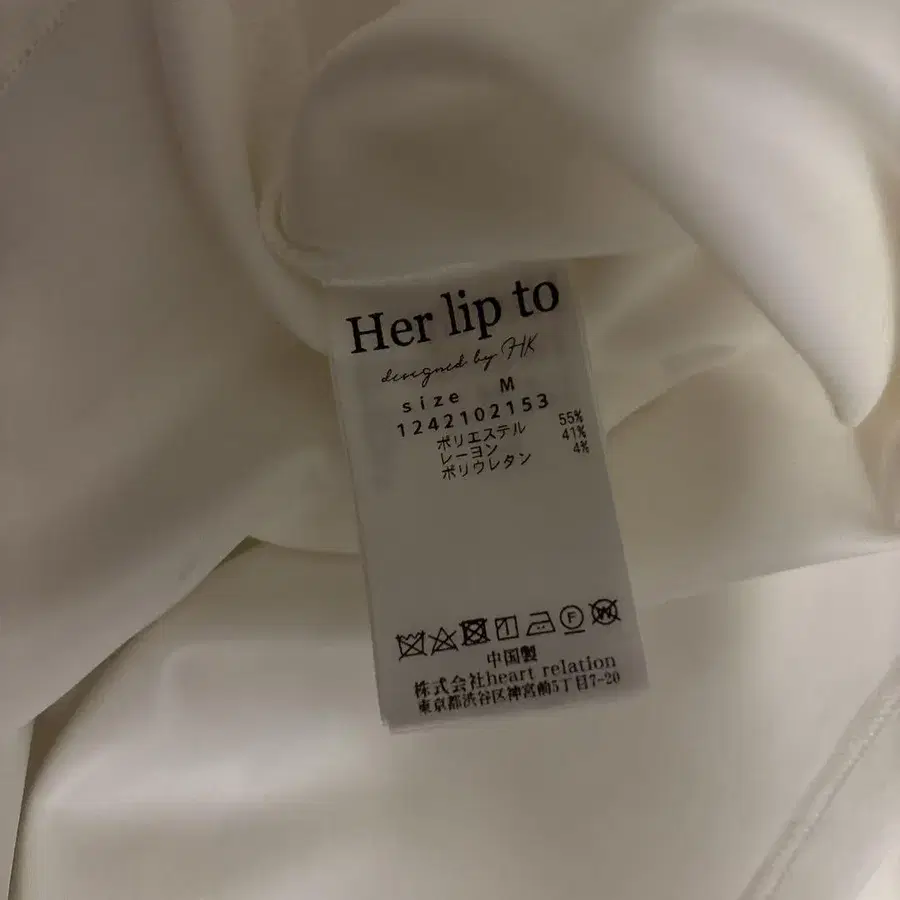 Her lip to
designed by HK
size M
1242102153
ポリエステル 55%
レーヨン 41%
ポリウレタン 4%
F W
中国製
株式会社heart relation
東京都渋谷区神宮前5丁目7-20